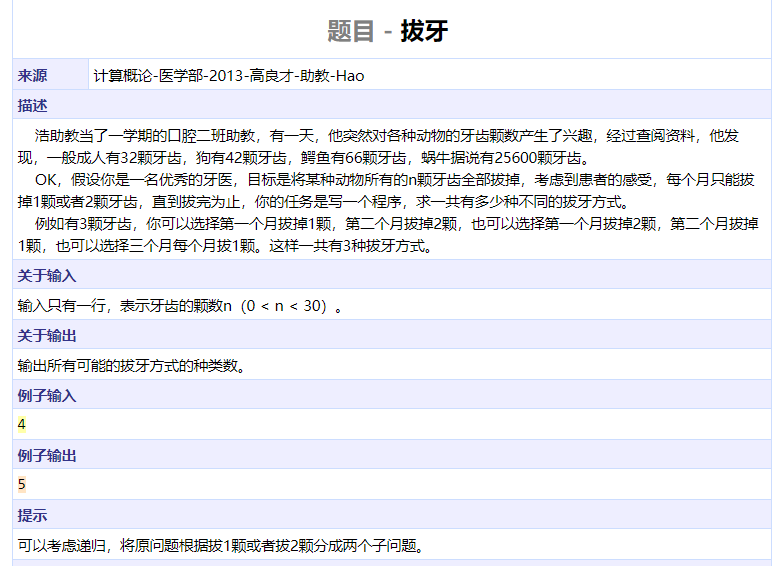 题目 - 拔牙
来源 计算概论-医学部-2013-高良才-助教-Hao
描述
浩助教当了一学期的口腔二班助教，有一天，他突然对各种动物的牙齿颗数产生了兴趣，经过查阅资料，他发
现，一般成人有32颗牙齿，狗有42颗牙齿，鳄鱼有66颗牙齿，蜗牛据说有25600颗牙齿。
OK，假设你是一名优秀的牙医，目标是将某种动物所有的n颗牙齿全部拔掉，考虑到患者的感受，每个月只能拔
掉1颗或者2颗牙齿，直到拔完为止，你的任务是写一个程序，求一共有多少种不同的拔牙方式。
例如有3颗牙齿，你可以选择第一个月拔掉1颗，第二个月拔掉2颗，也可以选择第一个月拔掉2颗，第二个月拔掉
1颗，也可以选择三个月每个月拔1颗。这样一共有3种拔牙方式。
关于输入
输入只有一行，表示牙齿的颗数n（0 < n < 30）。
关于输出
输出所有可能的拔牙方式的种类数。
例子输入
4
例子输出
5
提示
可以考虑递归，将原问题根据拔1颗或者拔2颗分成两个子问题。